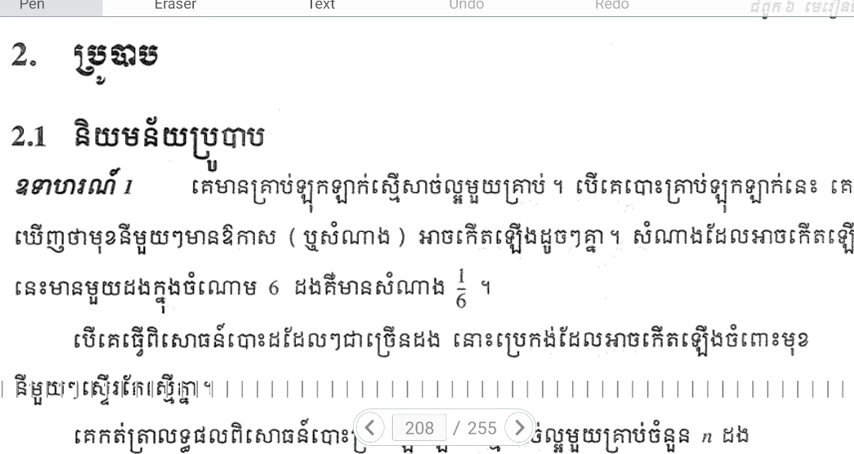 Pen Eraser Text Undo Redo
2. ប្រូបាប
2.1 និយមន័យប្រូបាប
ឧទាហរណ៍ 1 គេមានគ្រាប់ឡុកឡាក់ស្មើសាច់ល្អមួយគ្រាប់ ។ បើគេបោះគ្រាប់ឡុកឡាក់នេះ គេ
ឃើញថាមុខនីមួយៗមានឱកាស ( ឬសំណាង ) អាចកើតឡើងដូចៗគ្នា ។ សំណាងដែលអាចកើតឡើ
នេះមានមួយដងក្នុងចំណោម 6 ដងគឺមានសំណាង 1/6 ។
បើគេធ្វើពិសោធន៍បោះដដែលៗជាច្រើនដង នោះប្រេកង់ដែលអាចកើតឡើងចំពោះមុខ
នីមួយៗស្ទើរតែស្មើគ្នា ។
គេកត់ត្រាលទ្ធផលពិសោធន៍បោះ 208 / 255 ល្អមួយគ្រាប់ចំនួន n ដង